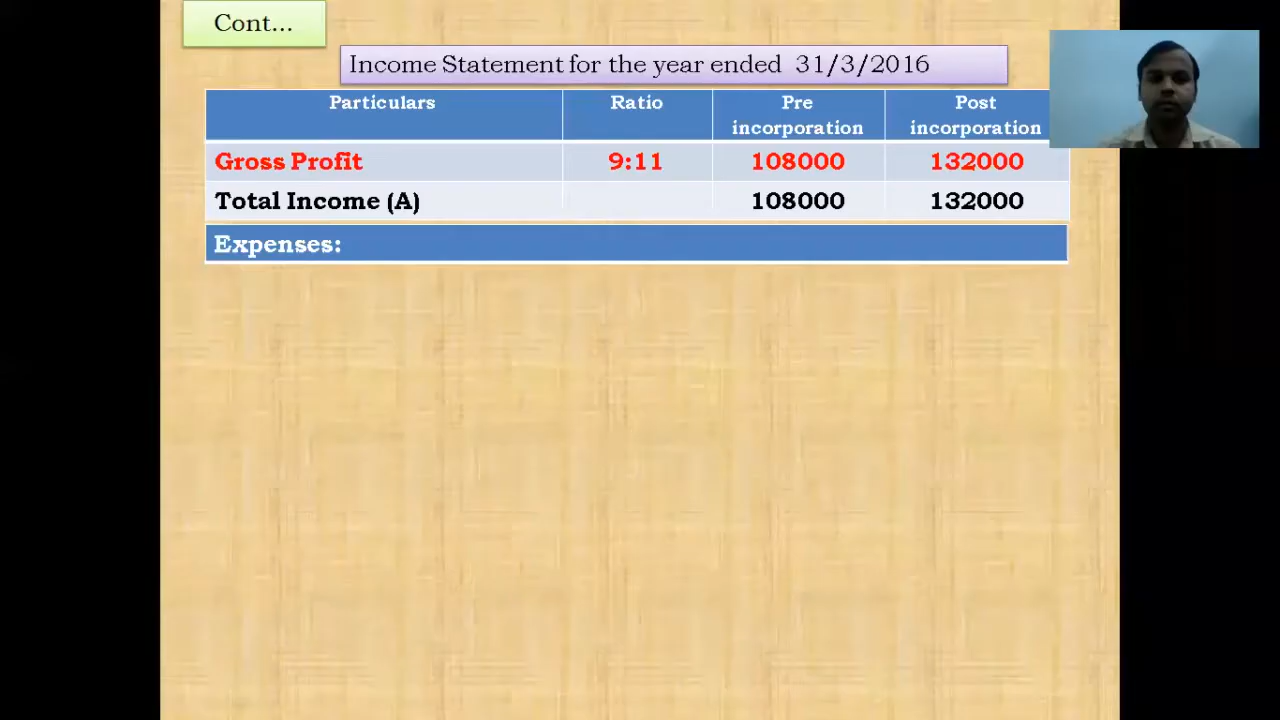 Cont...
Income Statement for the year ended 31/3/2016
Particulars Ratio Pre incorporation Post incorporation
Gross Profit 9:11 108000 132000
Total Income (A) 108000 132000
Expenses: